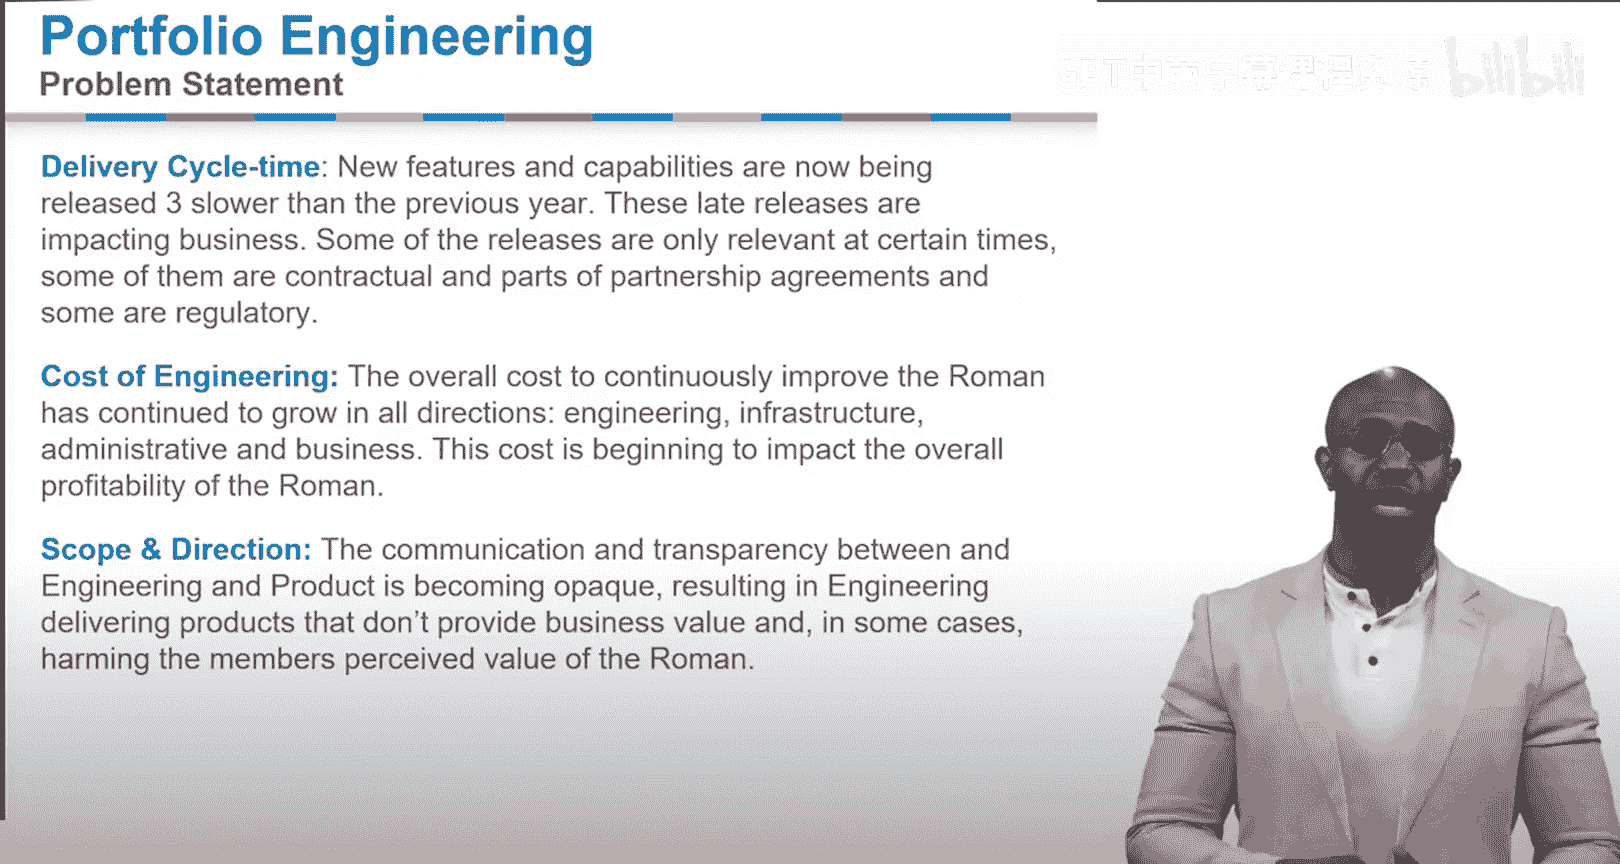 Portfolio Engineering
Problem Statement
bilibili
Delivery Cycle-time: New features and capabilities are now being
released 3 slower than the previous year. These late releases are
impacting business. Some of the releases are only relevant at certain times,
some of them are contractual and parts of partnership agreements and
some are regulatory.
Cost of Engineering: The overall cost to continuously improve the Roman
has continued to grow in all directions: engineering, infrastructure,
administrative and business. This cost is beginning to impact the overall
profitability of the Roman.
Scope & Direction: The communication and transparency between and
Engineering and Product is becoming opaque, resulting in Engineering
delivering products that don’t provide business value and, in some cases,
harming the members perceived value of the Roman.